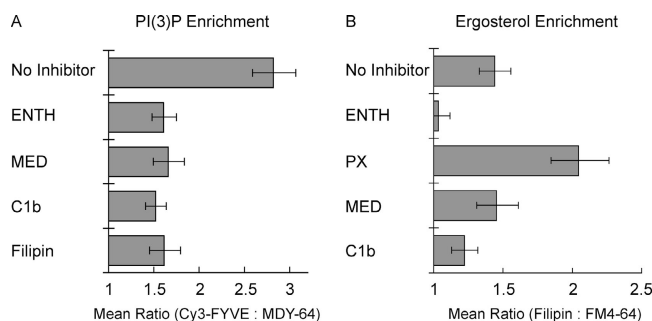 A
PI(3)P Enrichment
No Inhibitor
ENTH
MED
C1b
Filipin
1
1.5
2
2.5
3
Mean Ratio (Cy3-FYVE : MDY-64)
B
Ergosterol Enrichment
No Inhibitor
ENTH
PX
MED
C1b
1
1.5
2
2.5
Mean Ratio (Filipin : FM4-64)